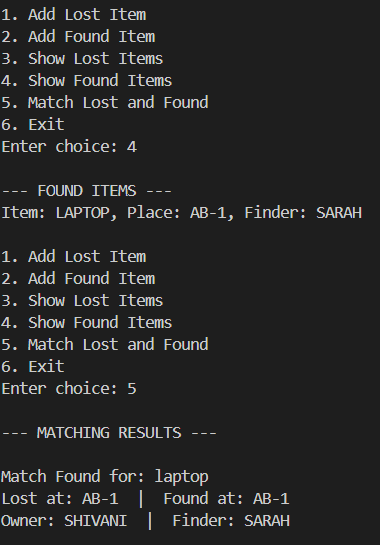 1. Add Lost Item
2. Add Found Item
3. Show Lost Items
4. Show Found Items
5. Match Lost and Found
6. Exit
Enter choice: 4
--- FOUND ITEMS ---
Item: LAPTOP, Place: AB-1, Finder: SARAH
1. Add Lost Item
2. Add Found Item
3. Show Lost Items
4. Show Found Items
5. Match Lost and Found
6. Exit
Enter choice: 5
--- MATCHING RESULTS ---
Match Found for: laptop
Lost at: AB-1 | Found at: AB-1
Owner: SHIVANI | Finder: SARAH